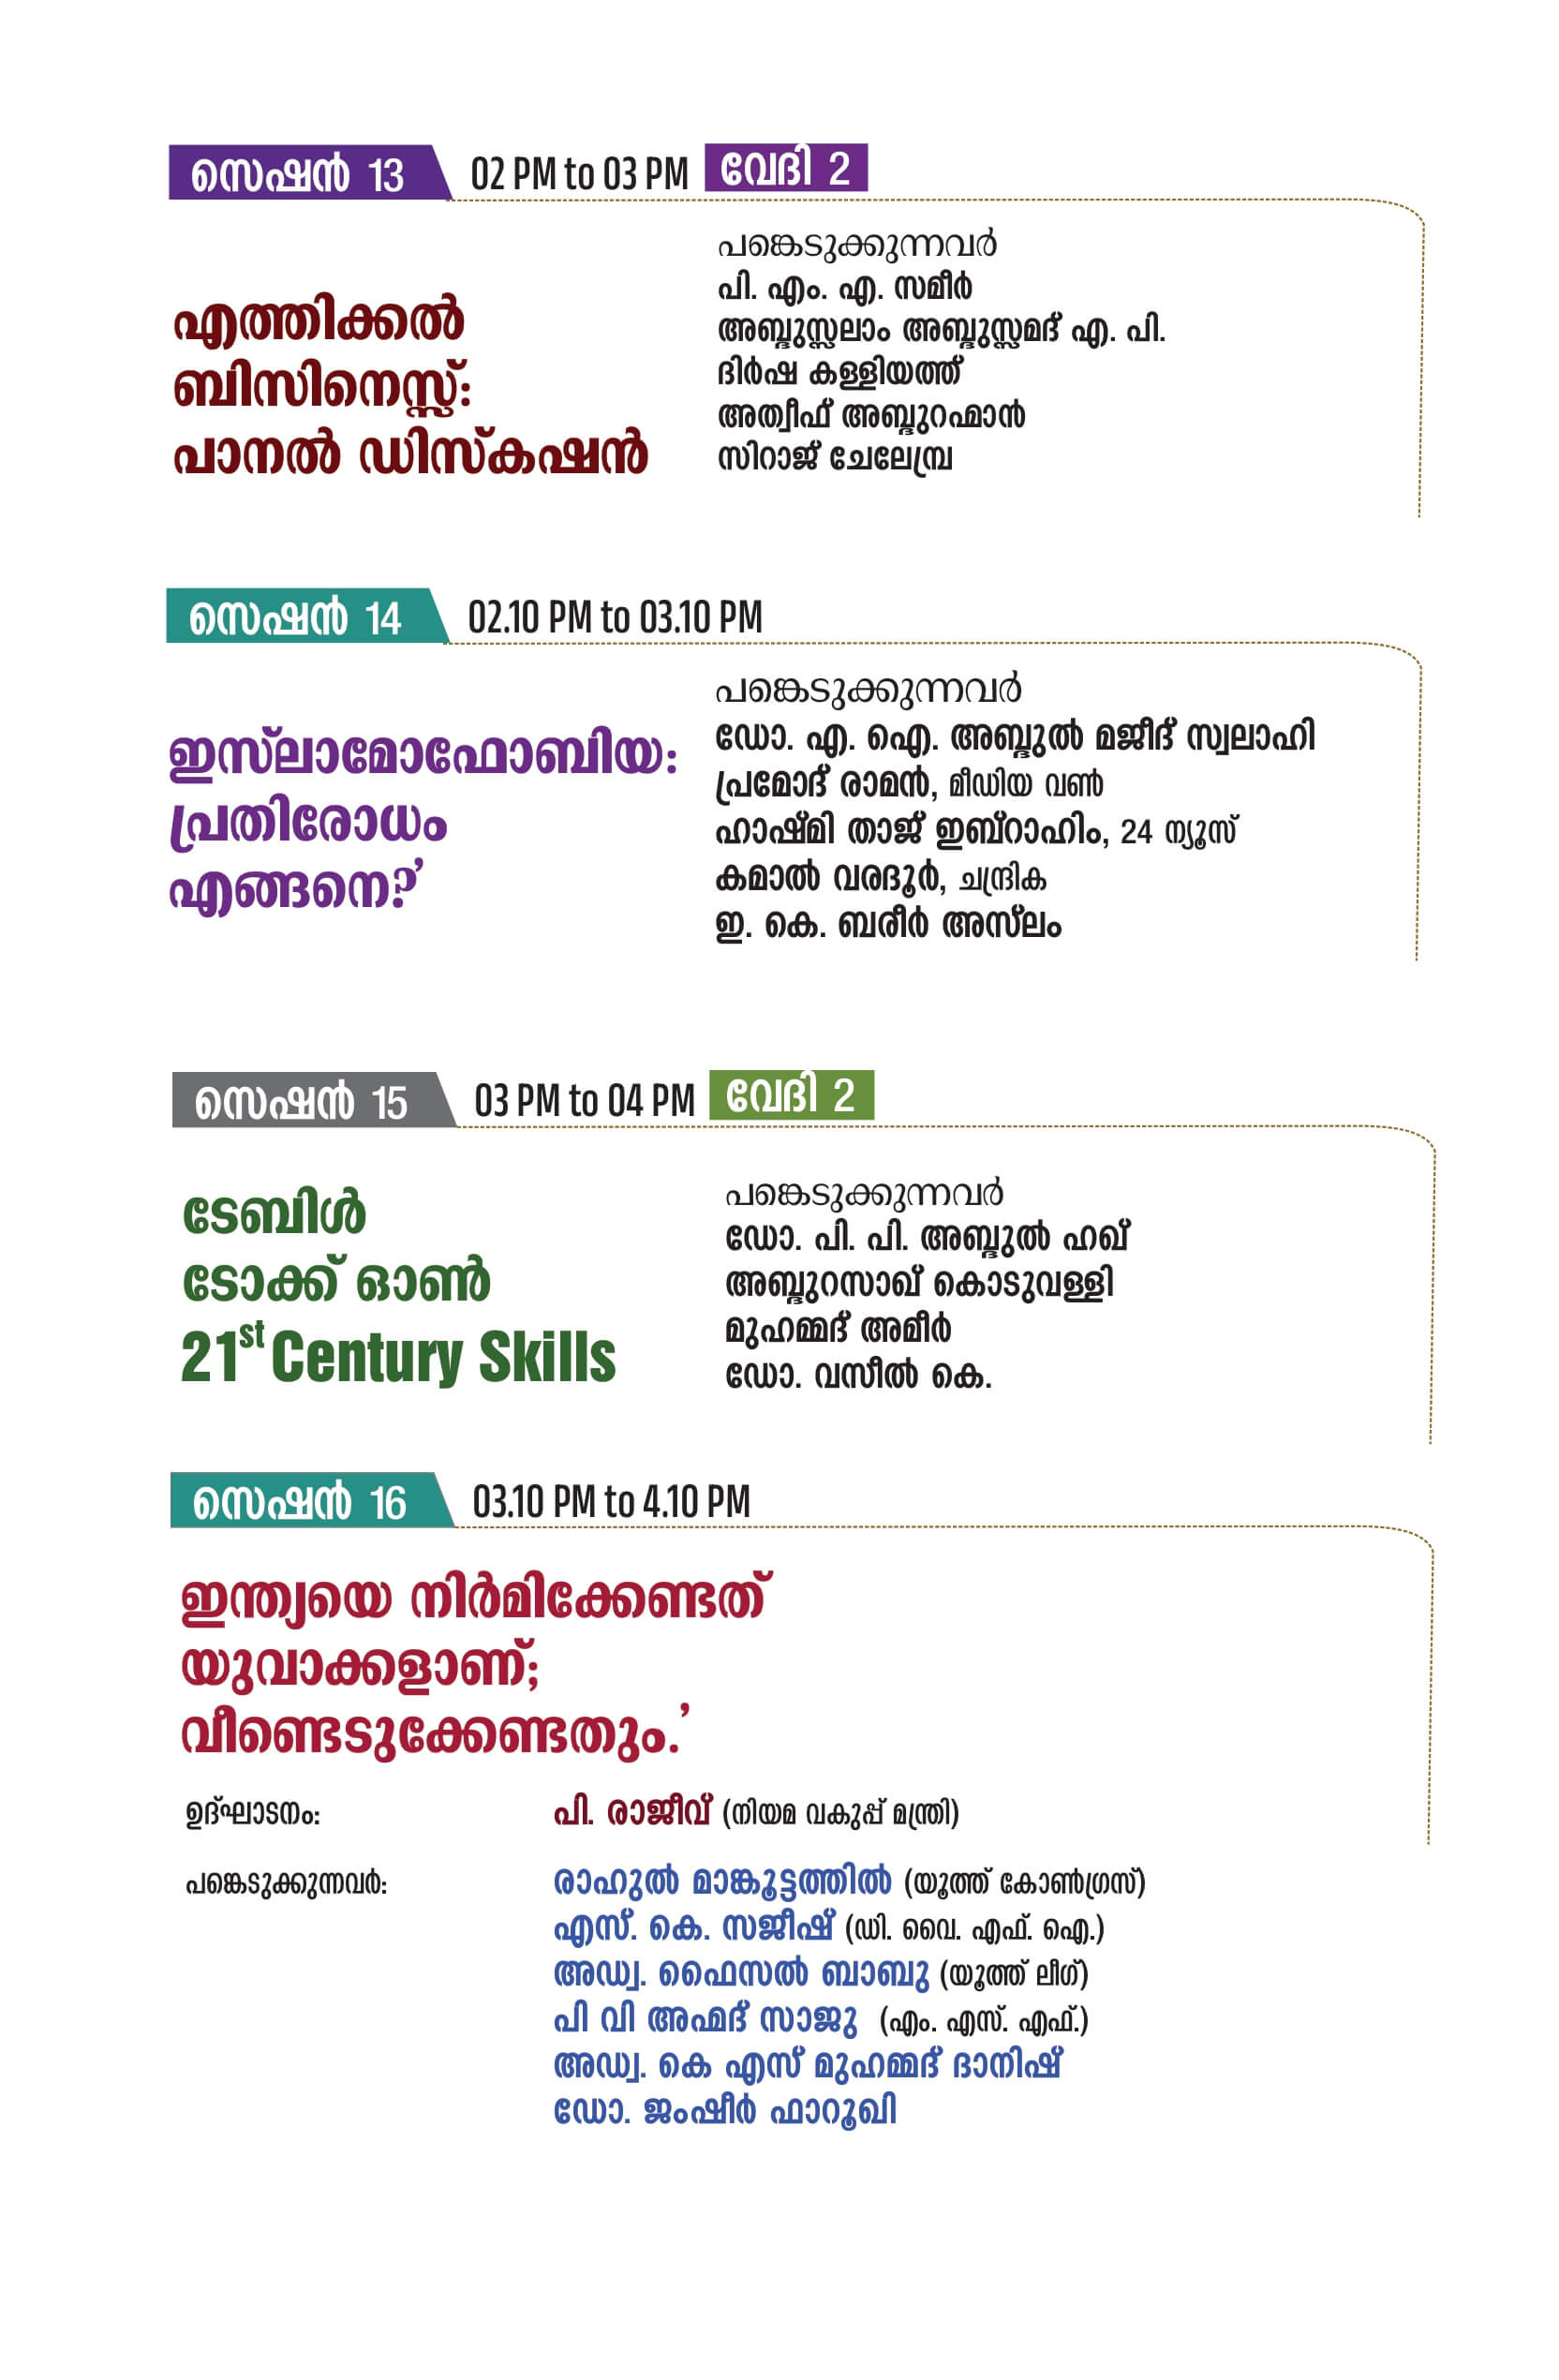 സെഷൻ 13 02 PM to 03 PM വേദി 2
എത്തിക്കൽ
ബിസിനെസ്സ്:
പാനൽ ഡിസ്കഷൻ
പങ്കെടുക്കുന്നവർ
പി. എം. എ. സമീർ
അബ്ദുസ്സലാം അബ്ദുസ്സമദ് എ. പി.
ദിർഷ കള്ളിയത്ത്
അത്വീഫ് അബ്ദുറഹ്മാൻ
സിറാജ് ചേലേമ്പ്ര
സെഷൻ 14 02.10 PM to 03.10 PM
ഇസ്‌ലാമോഫോബിയ:
പ്രതിരോധം
എങ്ങനെ?’
പങ്കെടുക്കുന്നവർ
ഡോ. എ. ഐ. അബ്ദുൽ മജീദ് സ്വലാഹി
പ്രമോദ് രാമൻ, മീഡിയ വൺ
ഹാഷ്മി താജ് ഇബ്‌റാഹിം, 24 ന്യൂസ്
കമാൽ വരദൂർ, ചന്ദ്രിക
ഇ. കെ. ബരീർ അസ്‌ലം
സെഷൻ 15 03 PM to 04 PM വേദി 2
ടേബിൾ
ടോക്ക് ഓൺ
21st Century Skills
പങ്കെടുക്കുന്നവർ
ഡോ. പി. പി. അബ്ദുൽ ഹഖ്
അബ്ദുറസാഖ് കൊടുവള്ളി
മുഹമ്മദ് അമീർ
ഡോ. വസീൽ കെ.
സെഷൻ 16 03.10 PM to 4.10 PM
ഇന്ത്യയെ നിർമിക്കേണ്ടത്
യുവാക്കളാണ്;
വീണ്ടെടുക്കേണ്ടതും.’
ഉദ്ഘാടനം: പി. രാജീവ് (നിയമ വകുപ്പ് മന്ത്രി)
പങ്കെടുക്കുന്നവർ: രാഹുൽ മാങ്കൂട്ടത്തിൽ (യൂത്ത് കോൺഗ്രസ്)
എസ്. കെ. സജീഷ് (ഡി. വൈ. എഫ്. ഐ.)
അഡ്വ. ഫൈസൽ ബാബു (യൂത്ത് ലീഗ്)
പി വി അഹ്മദ് സാജു (എം. എസ്. എഫ്.)
അഡ്വ. കെ എസ് മുഹമ്മദ് ദാനിഷ്
ഡോ. ജംഷീർ ഫാറൂഖി